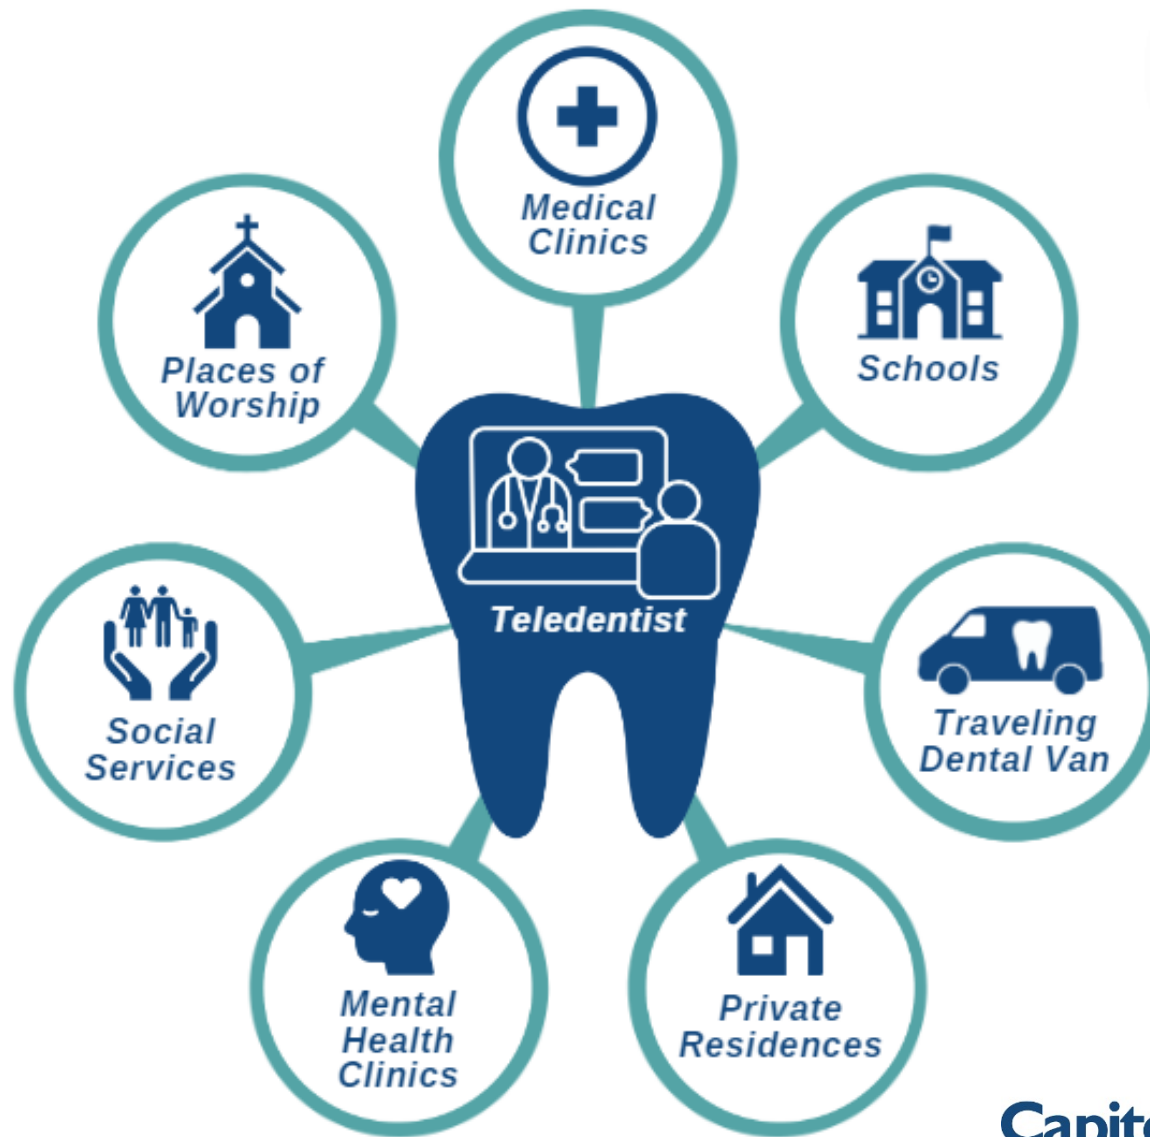 Medical
Clinics
Places of
Worship
Schools
Teledentist
Social
Services
Traveling
Dental Van
Mental
Health
Clinics
Private
Residences